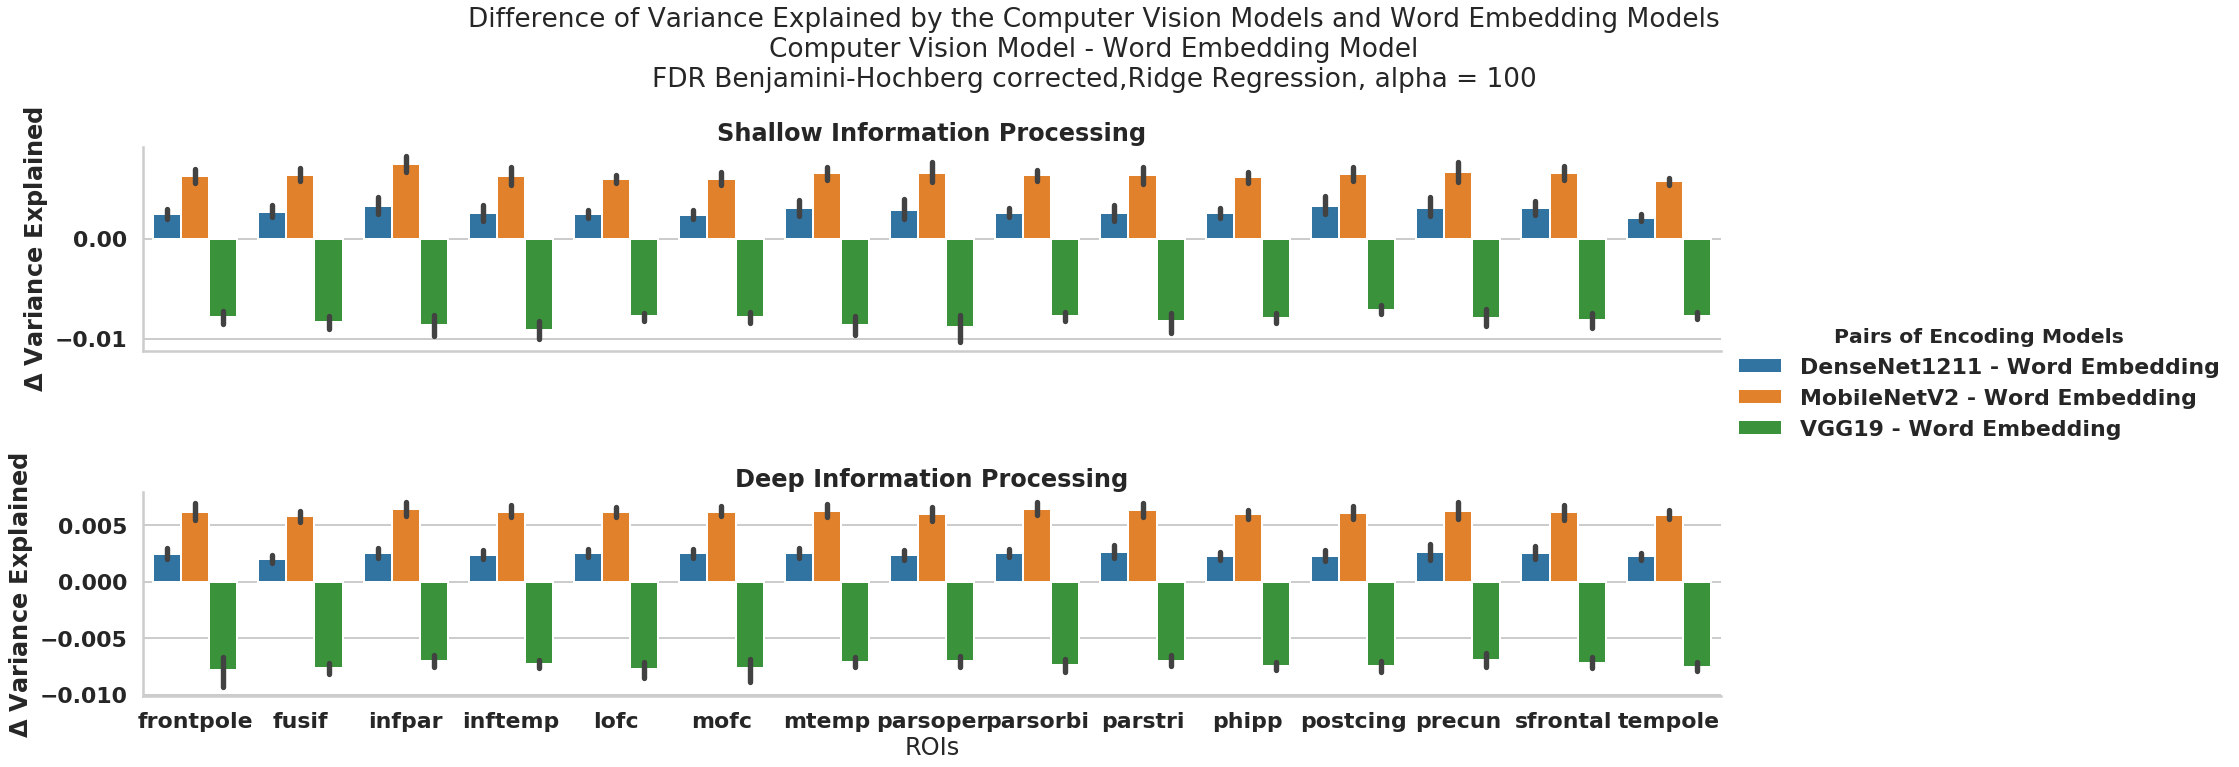 Difference of Variance Explained by the Computer Vision Models and Word Embedding Models
Computer Vision Model - Word Embedding Model
FDR Benjamini-Hochberg corrected,Ridge Regression, alpha = 100
Shallow Information Processing
Δ Variance Explained
0.00
−0.01
Pairs of Encoding Models
DenseNet1211 - Word Embedding
MobileNetV2 - Word Embedding
VGG19 - Word Embedding
Deep Information Processing
Δ Variance Explained
0.005
0.000
−0.005
−0.010
frontpole fusif infpar inftemp lofc mofc mtemp parsoper parsorbi parstri phipp postcing precun sfrontal tempole
ROIs